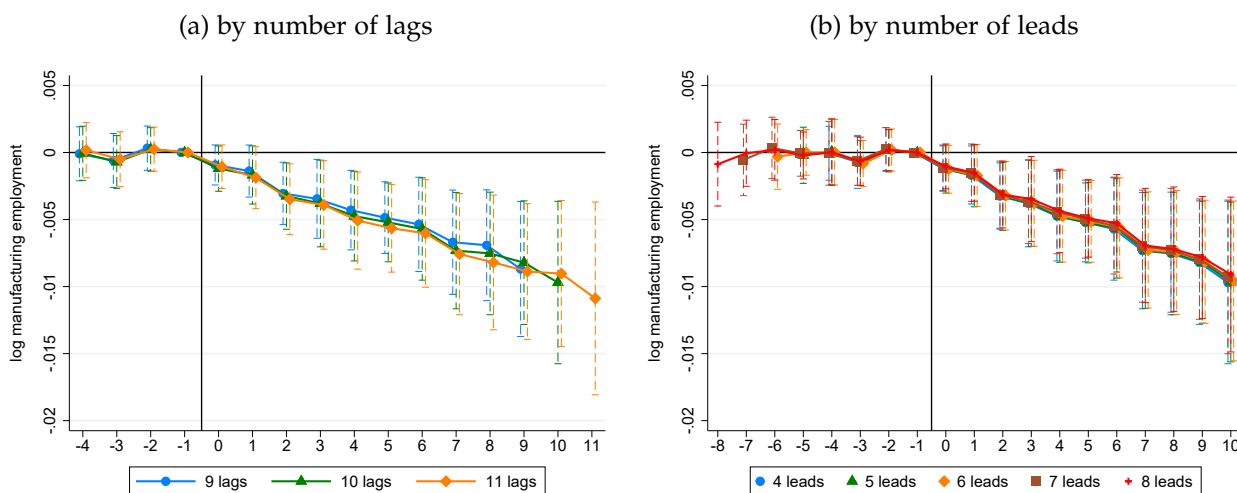 (a) by number of lags
log manufacturing employment
.005
0
-.005
-.01
-.015
-.02
-4 -3 -2 -1 0 1 2 3 4 5 6 7 8 9 10 11
9 lags 10 lags 11 lags
(b) by number of leads
log manufacturing employment
.005
0
-.005
-.01
-.015
-.02
-8 -7 -6 -5 -4 -3 -2 -1 0 1 2 3 4 5 6 7 8 9 10
4 leads 5 leads 6 leads 7 leads 8 leads